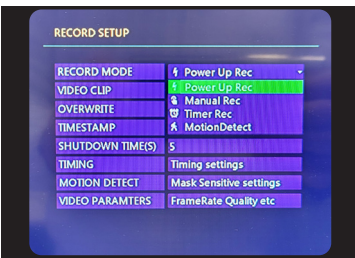 RECORD SETUP
RECORD MODE Power Up Rec
VIDEO CLIP Power Up Rec
OVERWRITE Manual Rec
Timer Rec
TIMESTAMP MotionDetect
SHUTDOWN TIME(S) 5
TIMING Timing settings
MOTION DETECT Mask Sensitive settings
VIDEO PARAMTERS FrameRate Quality etc